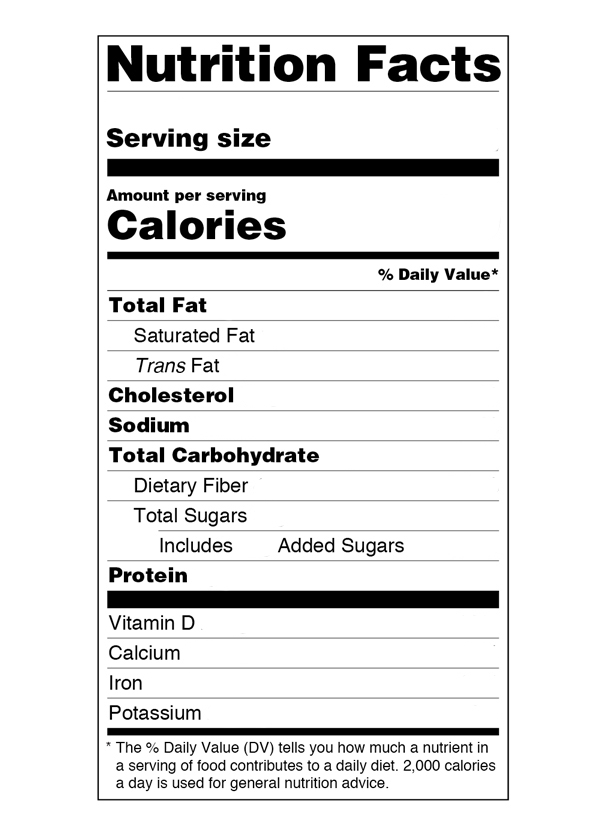 Nutrition Facts
Serving size
Amount per serving
Calories
% Daily Value*
Total Fat
Saturated Fat
Trans Fat
Cholesterol
Sodium
Total Carbohydrate
Dietary Fiber
Total Sugars
Includes Added Sugars
Protein
Vitamin D
Calcium
Iron
Potassium
* The % Daily Value (DV) tells you how much a nutrient in
a serving of food contributes to a daily diet. 2,000 calories
a day is used for general nutrition advice.